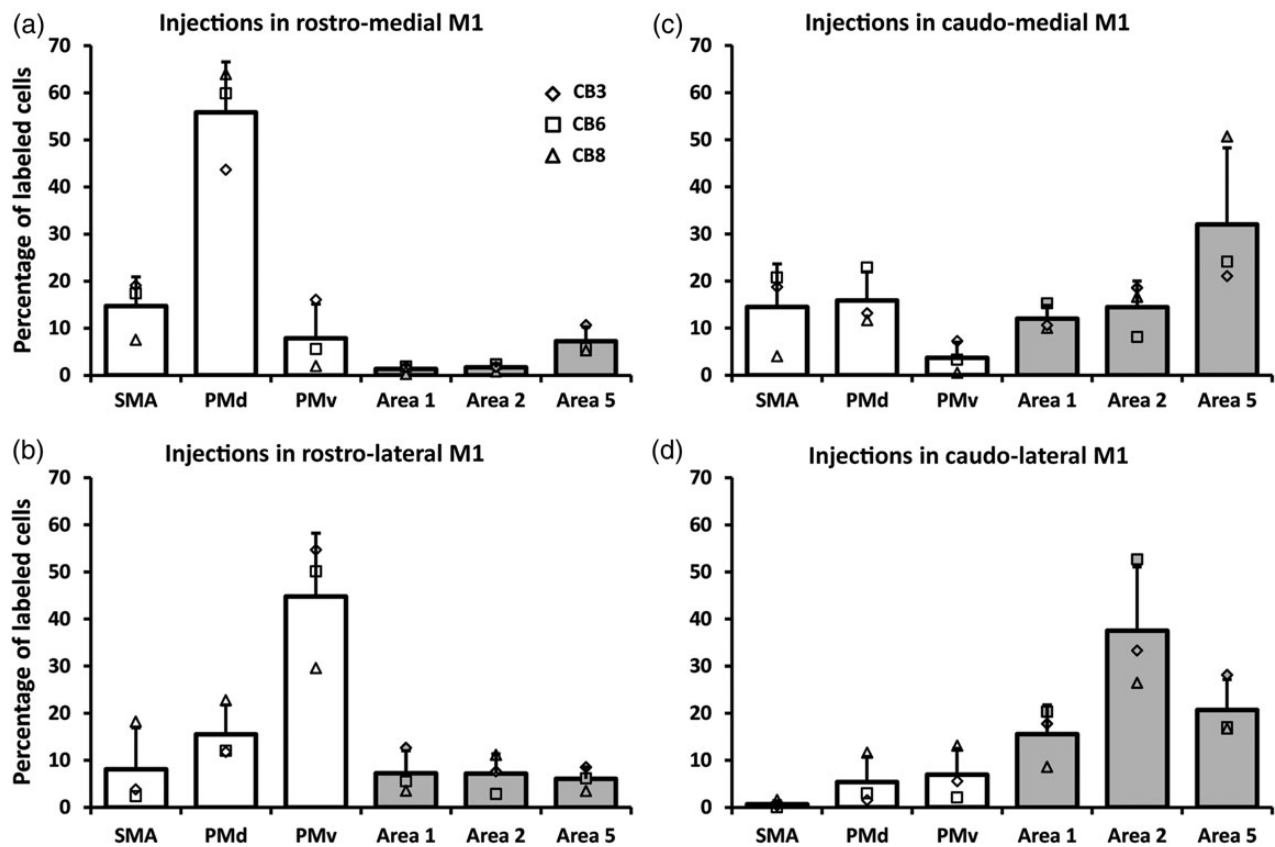 (a) Injections in rostro-medial M1
Percentage of labeled cells
70
60
50
40
30
20
10
0
CB3
CB6
CB8
SMA PMd PMv Area 1 Area 2 Area 5
(c) Injections in caudo-medial M1
70
60
50
40
30
20
10
0
SMA PMd PMv Area 1 Area 2 Area 5
(b) Injections in rostro-lateral M1
Percentage of labeled cells
70
60
50
40
30
20
10
0
SMA PMd PMv Area 1 Area 2 Area 5
(d) Injections in caudo-lateral M1
70
60
50
40
30
20
10
0
SMA PMd PMv Area 1 Area 2 Area 5